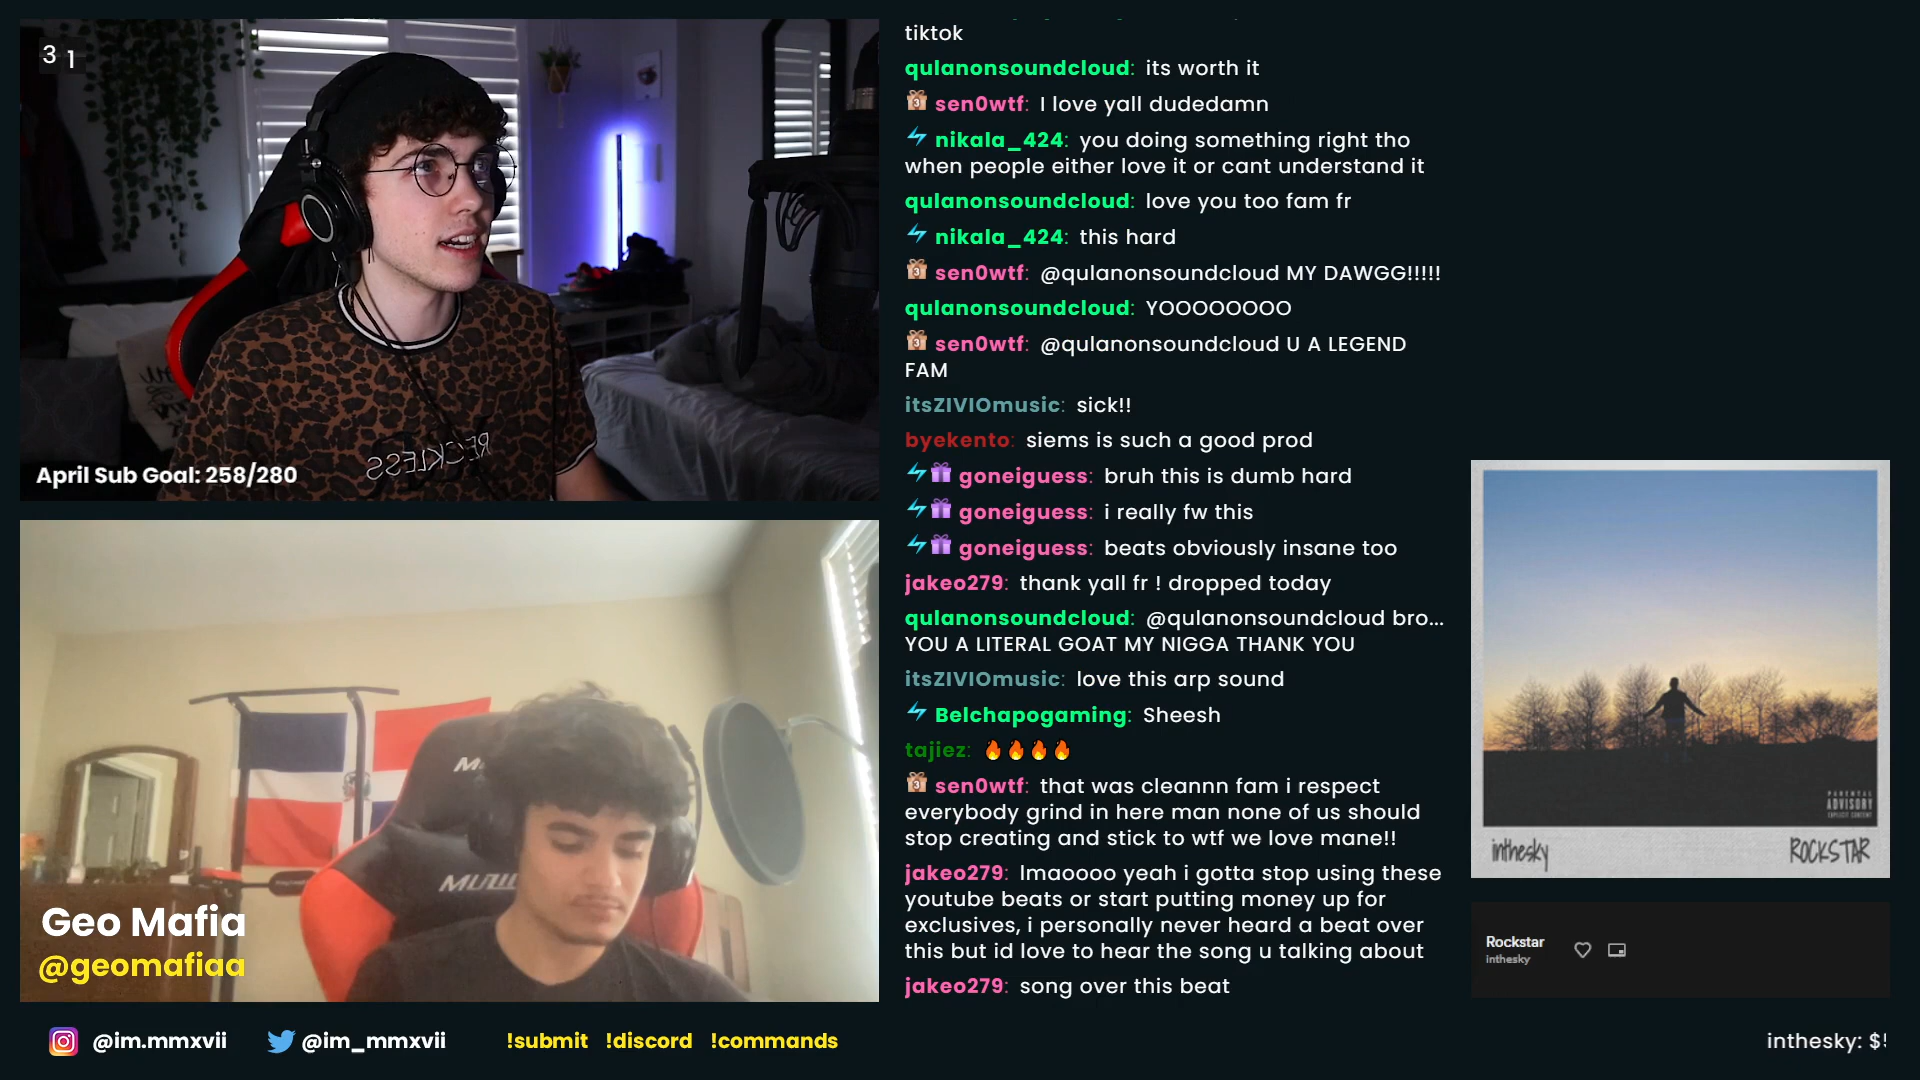 3 1
April Sub Goal: 258/280
RECKLESS
Geo Mafia
@geomafiaa
@im.mmxvii
@im_mmxvii
!submit !discord !commands
tiktok
qulanonsoundcloud: its worth it
sen0wtf: I love yall dudedamn
nikala_424: you doing something right tho
when people either love it or cant understand it
qulanonsoundcloud: love you too fam fr
nikala_424: this hard
sen0wtf: @qulanonsoundcloud MY DAWGG!!!!!
qulanonsoundcloud: YOOOOOOOO
sen0wtf: @qulanonsoundcloud U A LEGEND
FAM
itsZIVIOmusic: sick!!
byekento: siems is such a good prod
goneiguess: bruh this is dumb hard
goneiguess: i really fw this
goneiguess: beats obviously insane too
jakeo279: thank yall fr ! dropped today
qulanonsoundcloud: @qulanonsoundcloud bro...
YOU A LITERAL GOAT MY NIGGA THANK YOU
itsZIVIOmusic: love this arp sound
Belchapogaming: Sheesh
tajiez: 🔥🔥🔥🔥
sen0wtf: that was cleannn fam i respect
everybody grind in here man none of us should
stop creating and stick to wtf we love mane!!
jakeo279: lmaoooo yeah i gotta stop using these
youtube beats or start putting money up for
exclusives, i personally never heard a beat over
this but id love to hear the song u talking about
jakeo279: song over this beat
PARENTAL
ADVISORY
EXPLICIT CONTENT
inthesky ROCKSTAR
Rockstar
inthesky
inthesky: $